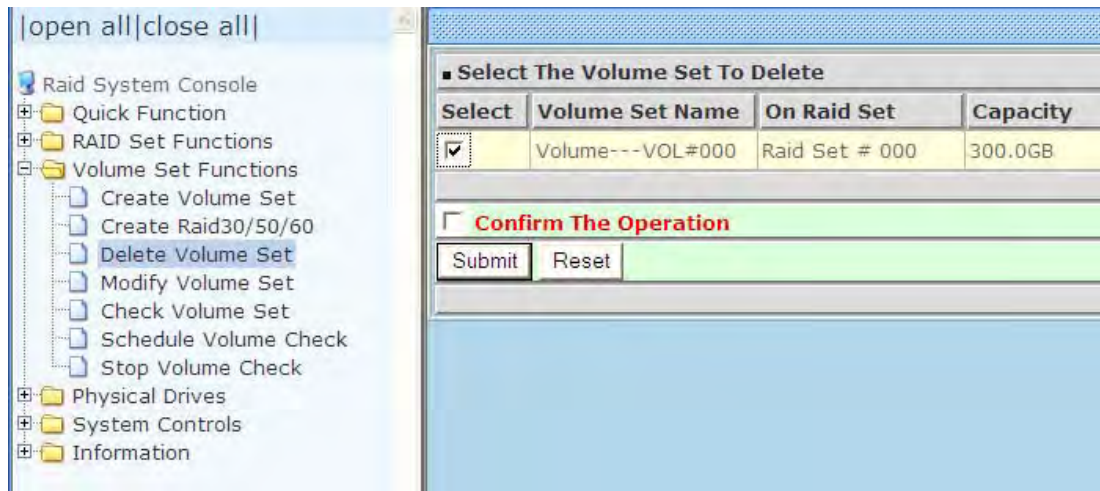 |open all|close all|
Raid System Console
Quick Function
RAID Set Functions
Volume Set Functions
Create Volume Set
Create Raid30/50/60
Delete Volume Set
Modify Volume Set
Check Volume Set
Schedule Volume Check
Stop Volume Check
Physical Drives
System Controls
Information
Select The Volume Set To Delete
Select Volume Set Name On Raid Set Capacity
Volume---VOL#000 Raid Set # 000 300.0GB
Confirm The Operation
Submit Reset